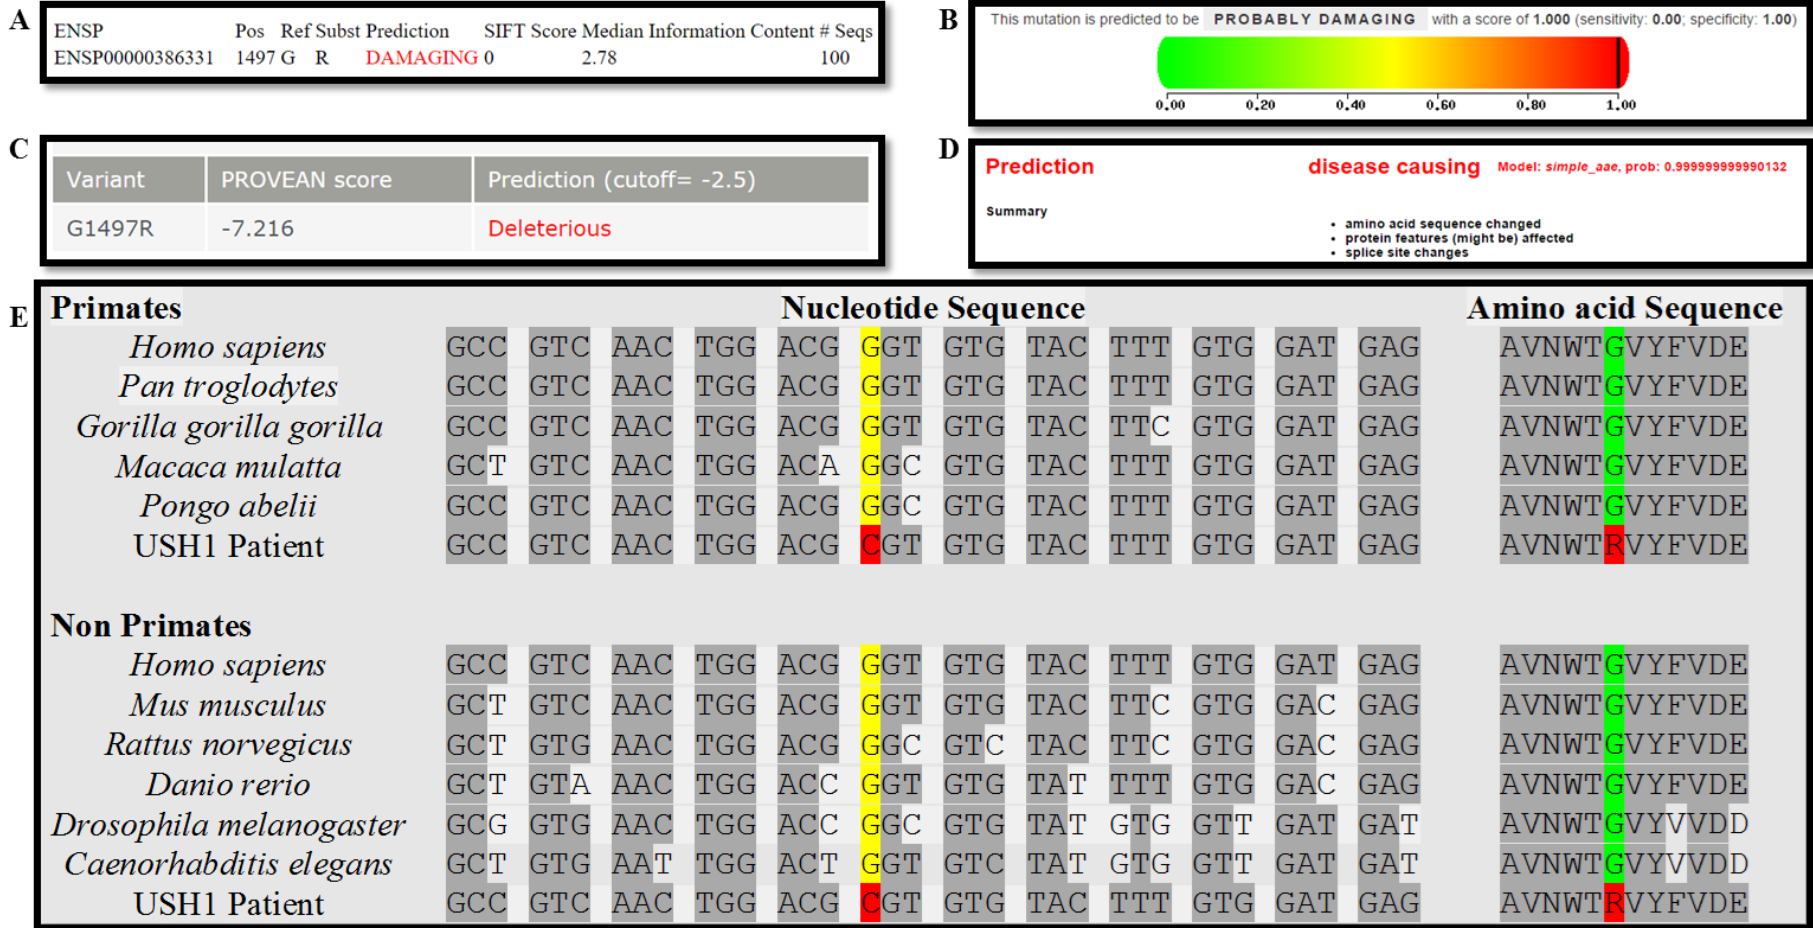 A
ENSP Pos Ref Subst Prediction SIFT Score Median Information Content # Seqs
ENSP00000386331 1497 G R DAMAGING 0 2.78 100
B
This mutation is predicted to be PROBABLY DAMAGING with a score of 1.000 (sensitivity: 0.00; specificity: 1.00)
0.00 0.20 0.40 0.60 0.80 1.00
C
Variant PROVEAN score Prediction (cutoff= -2.5)
G1497R -7.216 Deleterious
D
Prediction disease causing Model: simple_aae, prob: 0.999999999990132
Summary
• amino acid sequence changed
• protein features (might be) affected
• splice site changes
E
Primates Nucleotide Sequence Amino acid Sequence
Homo sapiens GCC GTC AAC TGG ACG GGT GTG TAC TTT GTG GAT GAG AVNWTGVYFVDE
Pan troglodytes GCC GTC AAC TGG ACG GGT GTG TAC TTT GTG GAT GAG AVNWTGVYFVDE
Gorilla gorilla gorilla GCC GTC AAC TGG ACG GGT GTG TAC TTC GTG GAT GAG AVNWTGVYFVDE
Macaca mulatta GCT GTC AAC TGG ACA GGC GTG TAC TTT GTG GAT GAG AVNWTGVYFVDE
Pongo abelii GCC GTC AAC TGG ACG GGC GTG TAC TTT GTG GAT GAG AVNWTGVYFVDE
USH1 Patient GCC GTC AAC TGG ACG CGT GTG TAC TTT GTG GAT GAG AVNWTRVYFVDE
Non Primates
Homo sapiens GCC GTC AAC TGG ACG GGT GTG TAC TTT GTG GAT GAG AVNWTGVYFVDE
Mus musculus GCT GTC AAC TGG ACG GGT GTG TAC TTC GTG GAC GAG AVNWTGVYFVDE
Rattus norvegicus GCT GTG AAC TGG ACG GGC GTC TAC TTC GTG GAC GAG AVNWTGVYFVDE
Danio rerio GCT GTA AAC TGG ACC GGT GTG TAT TTT GTG GAC GAG AVNWTGVYFVDE
Drosophila melanogaster GCG GTG AAC TGG ACC GGC GTG TAT GTG GTT GAT GAT AVNWTGVYVVDD
Caenorhabditis elegans GCT GTG AAT TGG ACT GGT GTC TAT GTG GTT GAT GAT AVNWTGVYVVDD
USH1 Patient GCC GTC AAC TGG ACG CGT GTG TAC TTT GTG GAT GAG AVNWTRVYFVDE